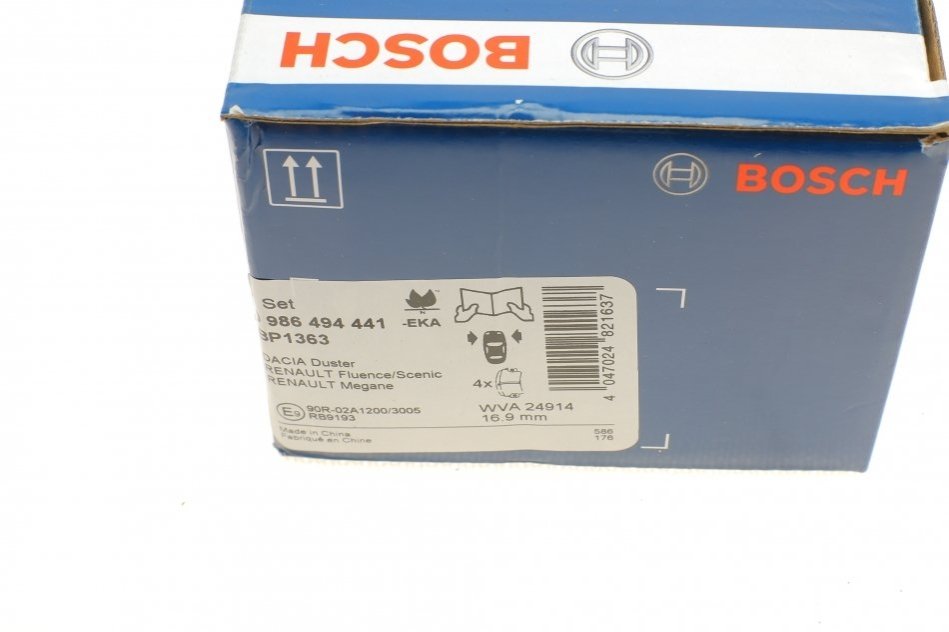 BOSCH
BOSCH
Set
986 494 441
-EKA
BP1363
DACIA Duster
RENAULT Fluence/Scenic
RENAULT Megane
4x
E9
90R-02A1200/3005
RB9193
WVA 24914
16.9 mm
Made in China
Fabriqué en Chine
586
176
4 047024 821637